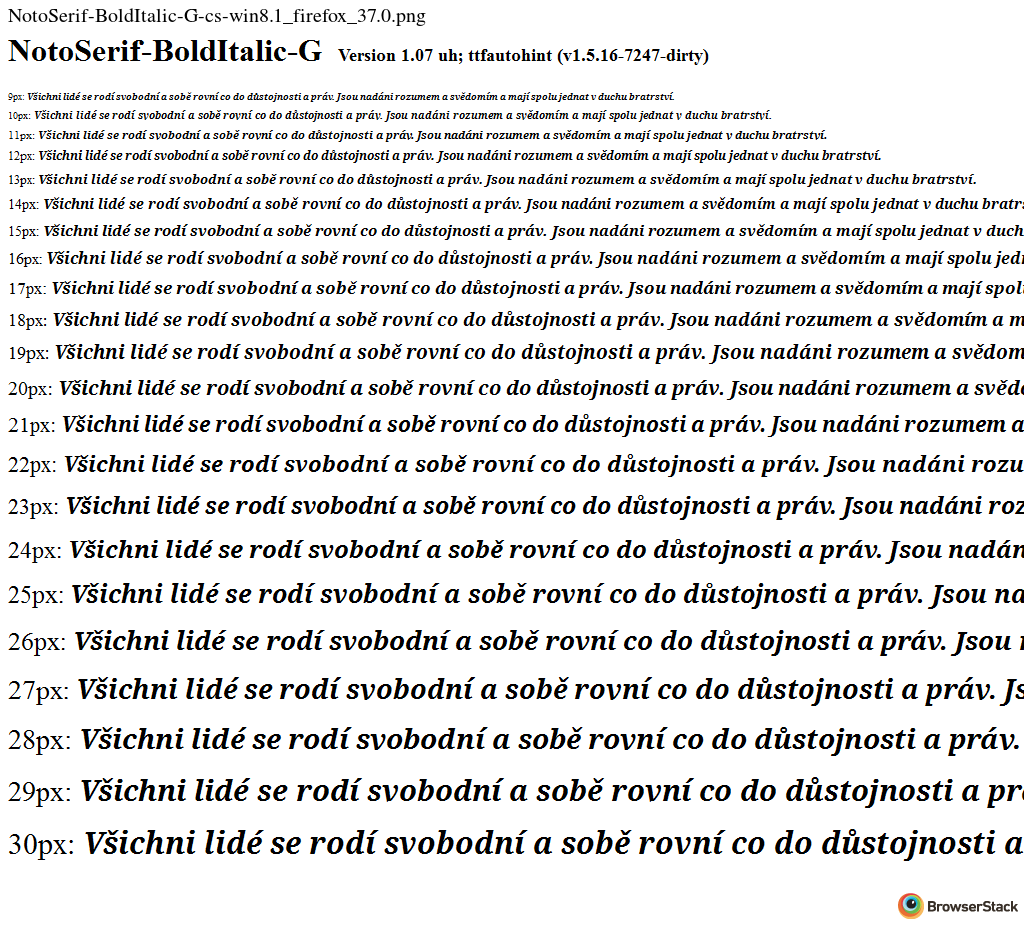 NotoSerif-BoldItalic-G-cs-win8.1_firefox_37.0.png
NotoSerif-BoldItalic-G Version 1.07 uh; ttfautohint (v1.5.16-7247-dirty)
9px: Všichni lidé se rodí svobodní a sobě rovní co do důstojnosti a práv. Jsou nadáni rozumem a svědomím a mají spolu jednat v duchu bratrství.
10px: Všichni lidé se rodí svobodní a sobě rovní co do důstojnosti a práv. Jsou nadáni rozumem a svědomím a mají spolu jednat v duchu bratrství.
11px: Všichni lidé se rodí svobodní a sobě rovní co do důstojnosti a práv. Jsou nadáni rozumem a svědomím a mají spolu jednat v duchu bratrství.
12px: Všichni lidé se rodí svobodní a sobě rovní co do důstojnosti a práv. Jsou nadáni rozumem a svědomím a mají spolu jednat v duchu bratrství.
13px: Všichni lidé se rodí svobodní a sobě rovní co do důstojnosti a práv. Jsou nadáni rozumem a svědomím a mají spolu jednat v duchu bratrství.
14px: Všichni lidé se rodí svobodní a sobě rovní co do důstojnosti a práv. Jsou nadáni rozumem a svědomím a mají spolu jednat v duchu bratrs
15px: Všichni lidé se rodí svobodní a sobě rovní co do důstojnosti a práv. Jsou nadáni rozumem a svědomím a mají spolu jednat v duch
16px: Všichni lidé se rodí svobodní a sobě rovní co do důstojnosti a práv. Jsou nadáni rozumem a svědomím a mají spolu jedn
17px: Všichni lidé se rodí svobodní a sobě rovní co do důstojnosti a práv. Jsou nadáni rozumem a svědomím a mají spolu
18px: Všichni lidé se rodí svobodní a sobě rovní co do důstojnosti a práv. Jsou nadáni rozumem a svědomím a m
19px: Všichni lidé se rodí svobodní a sobě rovní co do důstojnosti a práv. Jsou nadáni rozumem a svědom
20px: Všichni lidé se rodí svobodní a sobě rovní co do důstojnosti a práv. Jsou nadáni rozumem a svědo
21px: Všichni lidé se rodí svobodní a sobě rovní co do důstojnosti a práv. Jsou nadáni rozumem a
22px: Všichni lidé se rodí svobodní a sobě rovní co do důstojnosti a práv. Jsou nadáni rozu
23px: Všichni lidé se rodí svobodní a sobě rovní co do důstojnosti a práv. Jsou nadáni roz
24px: Všichni lidé se rodí svobodní a sobě rovní co do důstojnosti a práv. Jsou nadán
25px: Všichni lidé se rodí svobodní a sobě rovní co do důstojnosti a práv. Jsou na
26px: Všichni lidé se rodí svobodní a sobě rovní co do důstojnosti a práv. Jsou
27px: Všichni lidé se rodí svobodní a sobě rovní co do důstojnosti a práv. Js
28px: Všichni lidé se rodí svobodní a sobě rovní co do důstojnosti a práv.
29px: Všichni lidé se rodí svobodní a sobě rovní co do důstojnosti a prá
30px: Všichni lidé se rodí svobodní a sobě rovní co do důstojnosti a
BrowserStack